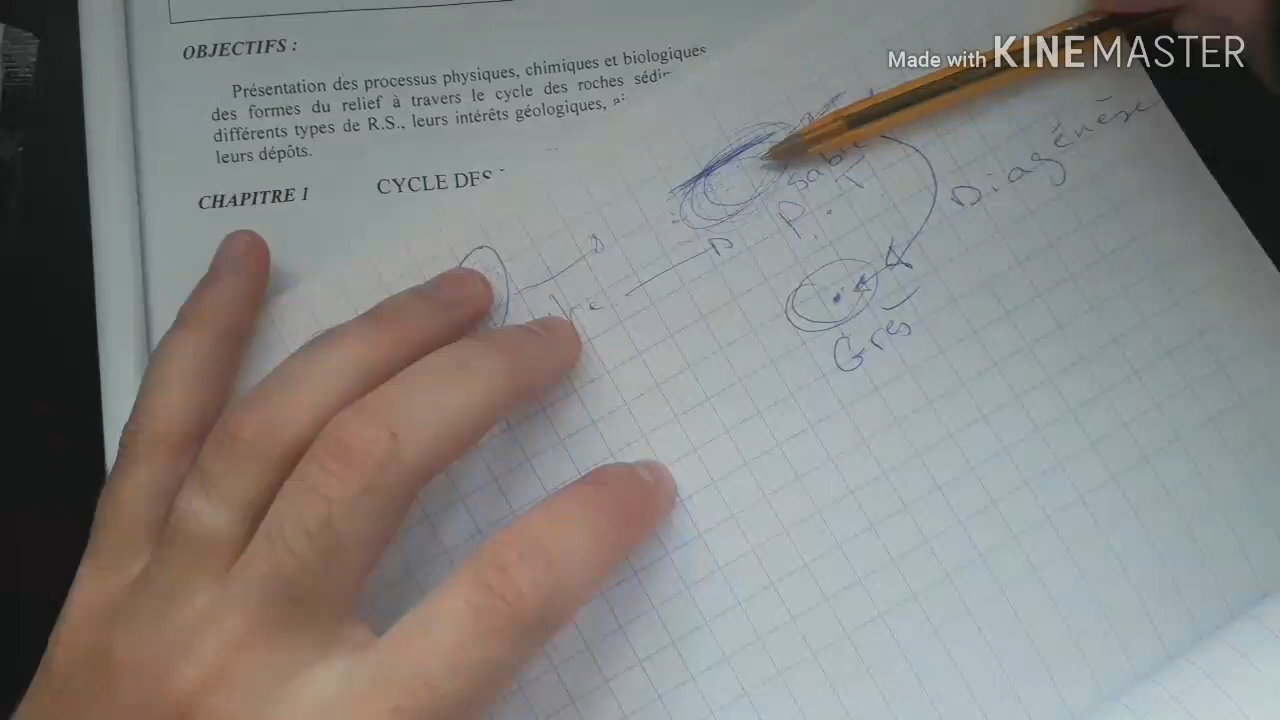 Made with KINEMASTER
OBJECTIFS :
Présentation des processus physiques, chimiques et biologiques
des formes du relief à travers le cycle des roches
différents types de R.S., leurs intérêts géologiques,
leurs dépôts.
CHAPITRE 1 CYCLE DES
sable
P. T
Diagénèse
Grès